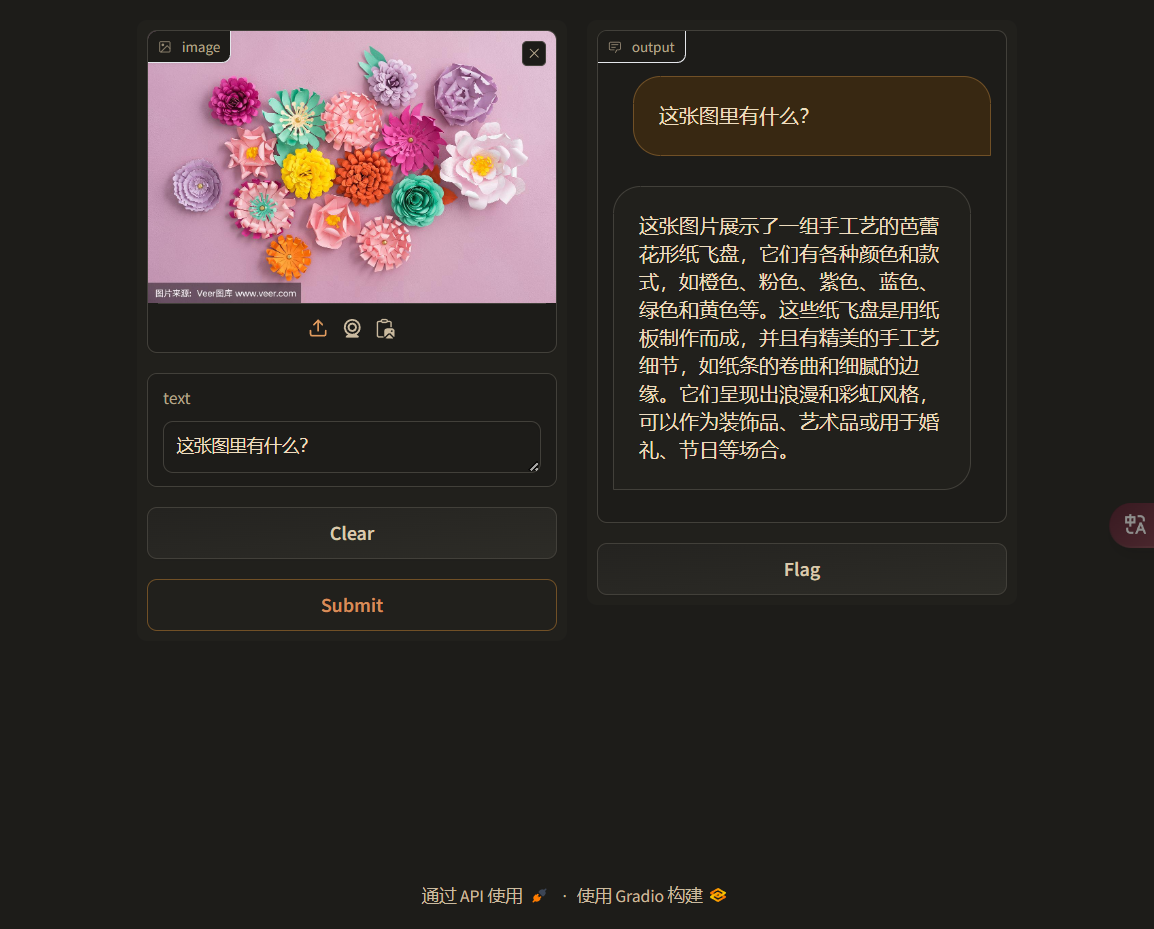 image
图片来源：Veer图库 www.veer.com
text
这张图里有什么?
Clear
Submit
output
这张图里有什么?
这张图片展示了一组手工艺的芭蕾
花形纸飞盘，它们有各种颜色和款
式，如橙色、粉色、紫色、蓝色、
绿色和黄色等。这些纸飞盘是用纸
板制作而成，并且有精美的手工艺
细节，如纸条的卷曲和细腻的边
缘。它们呈现出浪漫和彩虹风格，
可以作为装饰品、艺术品或用于婚
礼、节日等场合。
Flag
中A
通过 API 使用 · 使用 Gradio 构建